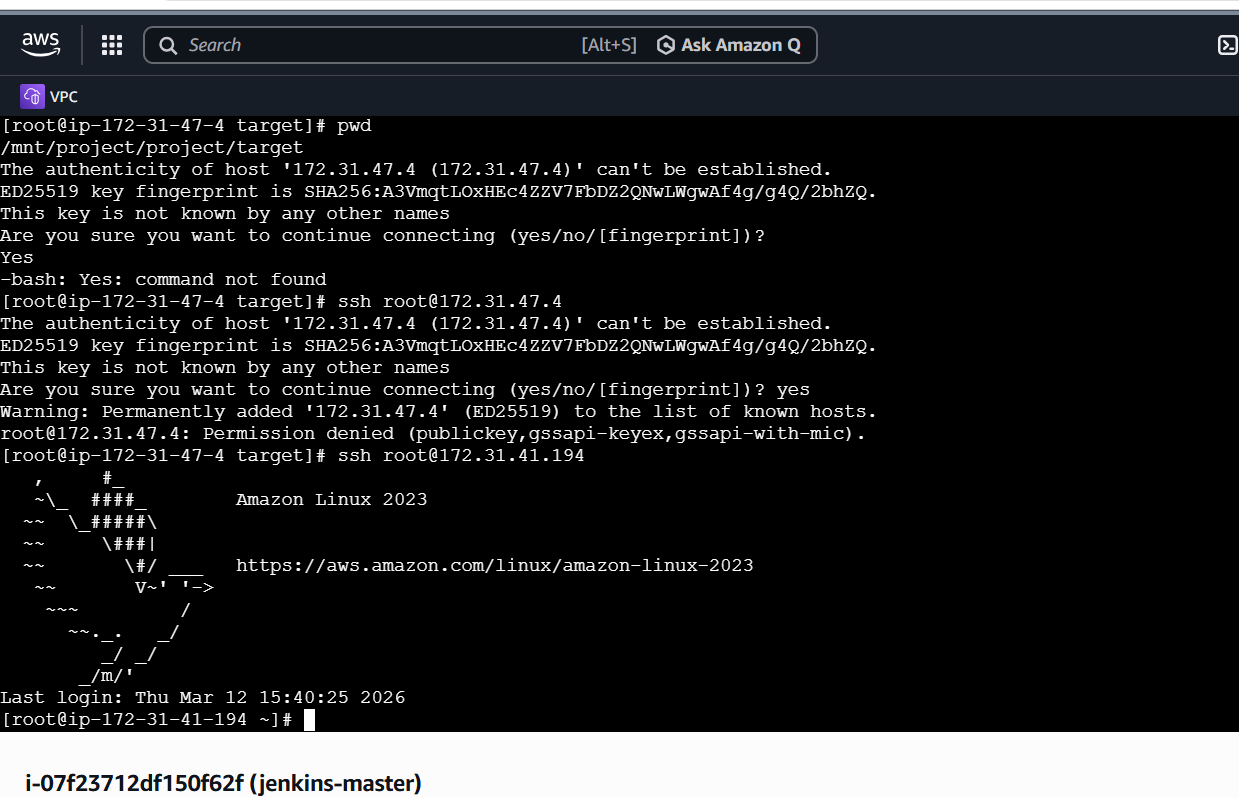 aws
Search [Alt+S] Ask Amazon Q
VPC
[root@ip-172-31-47-4 target]# pwd
/mnt/project/project/target
The authenticity of host '172.31.47.4 (172.31.47.4)' can't be established.
ED25519 key fingerprint is SHA256:A3VmqtLOxHEc4ZZV7FbDZ2QNwLWgwAf4g/g4Q/2bhZQ.
This key is not known by any other names
Are you sure you want to continue connecting (yes/no/[fingerprint])?
Yes
-bash: Yes: command not found
[root@ip-172-31-47-4 target]# ssh root@172.31.47.4
The authenticity of host '172.31.47.4 (172.31.47.4)' can't be established.
ED25519 key fingerprint is SHA256:A3VmqtLOxHEc4ZZV7FbDZ2QNwLWgwAf4g/g4Q/2bhZQ.
This key is not known by any other names
Are you sure you want to continue connecting (yes/no/[fingerprint])? yes
Warning: Permanently added '172.31.47.4' (ED25519) to the list of known hosts.
root@172.31.47.4: Permission denied (publickey,gssapi-keyex,gssapi-with-mic).
[root@ip-172-31-47-4 target]# ssh root@172.31.41.194
   ,     #_
   ~\_  ####_        Amazon Linux 2023
  ~~  \_#####\
  ~~     \###|
  ~~       \#/ ___   https://aws.amazon.com/linux/amazon-linux-2023
   ~~       V~' '->
    ~~~         /
      ~~._.   _/
         _/ _/
       _/m/'
Last login: Thu Mar 12 15:40:25 2026
[root@ip-172-31-41-194 ~]#
i-07f23712df150f62f (jenkins-master)